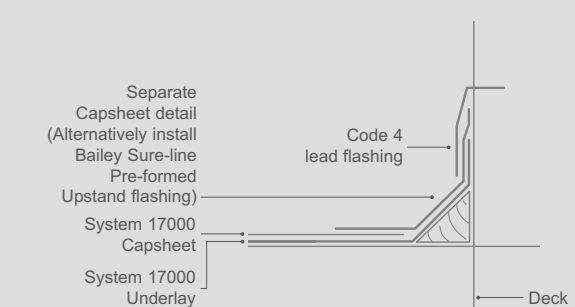 Separate
Capsheet detail
(Alternatively install
Bailey Sure-line
Pre-formed
Upstand flashing)
Code 4
lead flashing
System 17000
Capsheet
System 17000
Underlay
Deck